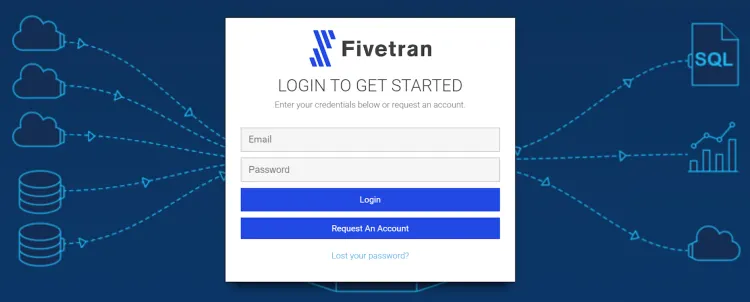 Fivetran
LOGIN TO GET STARTED
Enter your credentials below or request an account.
Email
Password
Login
Request An Account
Lost your password?
SQL